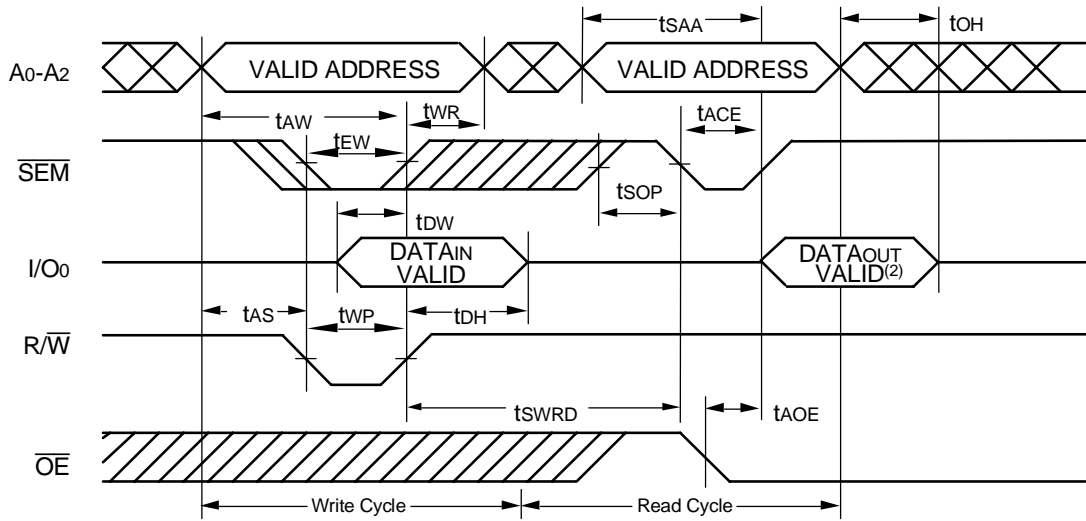 tSAA
tOH
A0-A2
VALID ADDRESS
VALID ADDRESS
tAW
tWR
tACE
tEW
SEM
tSOP
tDW
I/O0
DATAIN
VALID
DATAOUT
VALID(2)
tAS
tWP
tDH
R/W
tSWRD
tAOE
OE
Write Cycle
Read Cycle